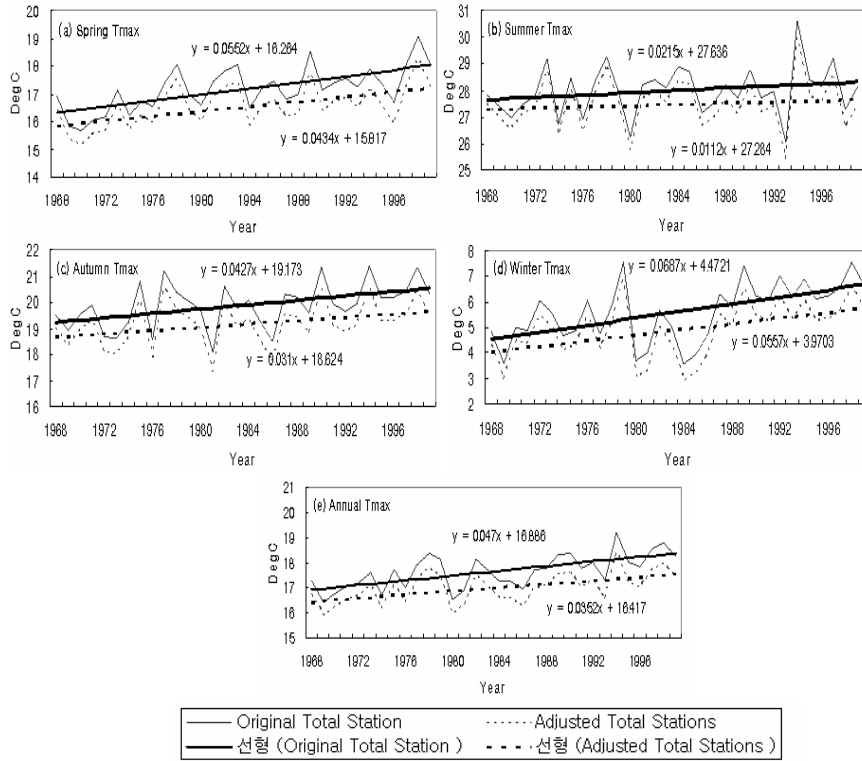 (a) Spring Tmax
y = 0.0552x + 16.264
y = 0.0434x + 15.817
DegC
20
19
18
17
16
15
14
1968 1972 1976 1980 1984 1988 1992 1996
Year
(b) Summer Tmax
y = 0.0215x + 27.636
y = 0.0112x + 27.284
DegC
31
30
29
28
27
26
25
1968 1972 1976 1980 1984 1988 1992 1996
Year
(c) Autumn Tmax
y = 0.0427x + 19.173
y = 0.031x + 18.624
DegC
22
21
20
19
18
17
16
1968 1972 1976 1980 1984 1988 1992 1996
Year
(d) Winter Tmax
y = 0.0687x + 4.4721
y = 0.0557x + 3.9703
DegC
8
7
6
5
4
3
2
1968 1972 1976 1980 1984 1988 1992 1996
Year
(e) Annual Tmax
y = 0.047x + 16.886
y = 0.0352x + 16.417
DegC
21
20
19
18
17
16
15
1968 1972 1976 1980 1984 1988 1992 1996
Year
Original Total Station
Adjusted Total Stations
선형 (Original Total Station )
선형 (Adjusted Total Stations )